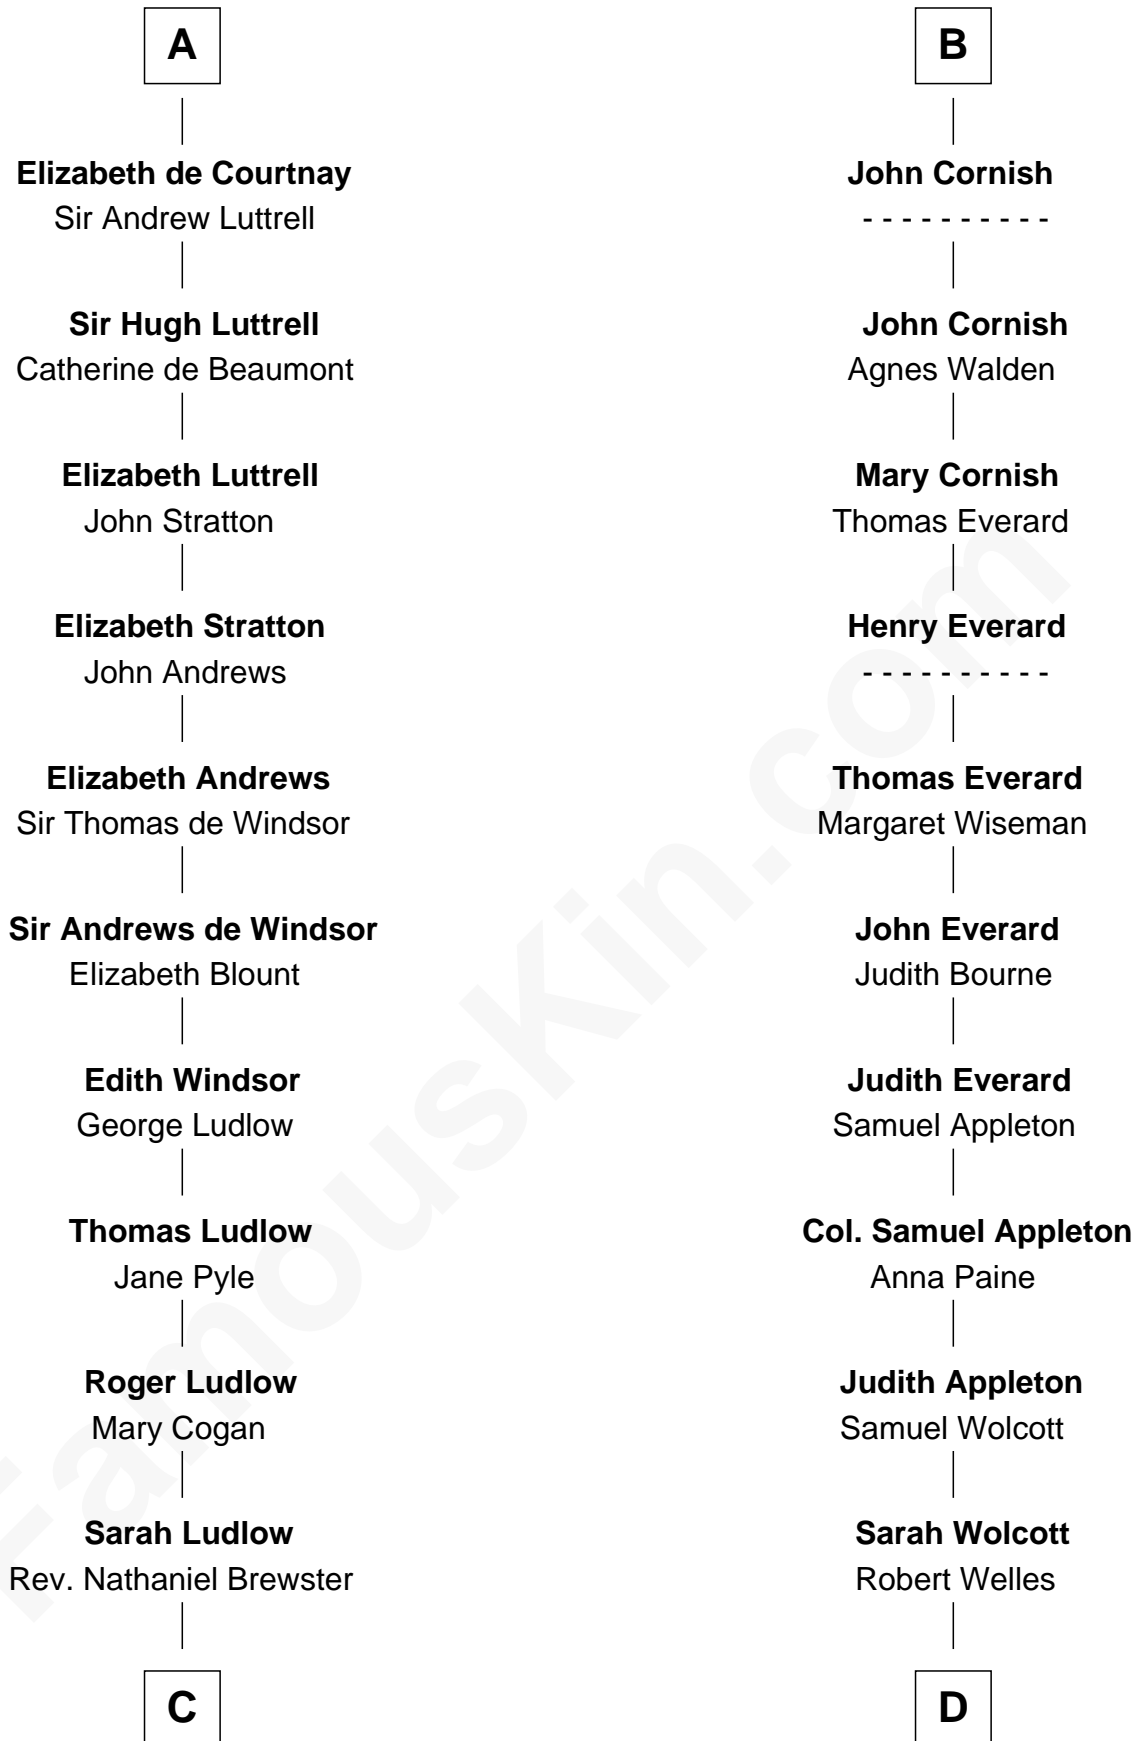 A
Elizabeth de Courtnay
Sir Andrew Luttrell
Sir Hugh Luttrell
Catherine de Beaumont
Elizabeth Luttrell
John Stratton
Elizabeth Stratton
John Andrews
Elizabeth Andrews
Sir Thomas de Windsor
Sir Andrews de Windsor
Elizabeth Blount
Edith Windsor
George Ludlow
Thomas Ludlow
Jane Pyle
Roger Ludlow
Mary Cogan
Sarah Ludlow
Rev. Nathaniel Brewster
C
B
John Cornish
- - - - - - - - - -
John Cornish
Agnes Walden
Mary Cornish
Thomas Everard
Henry Everard
- - - - - - - - - -
Thomas Everard
Margaret Wiseman
John Everard
Judith Bourne
Judith Everard
Samuel Appleton
Col. Samuel Appleton
Anna Paine
Judith Appleton
Samuel Wolcott
Sarah Wolcott
Robert Welles
D
FamousKin.com